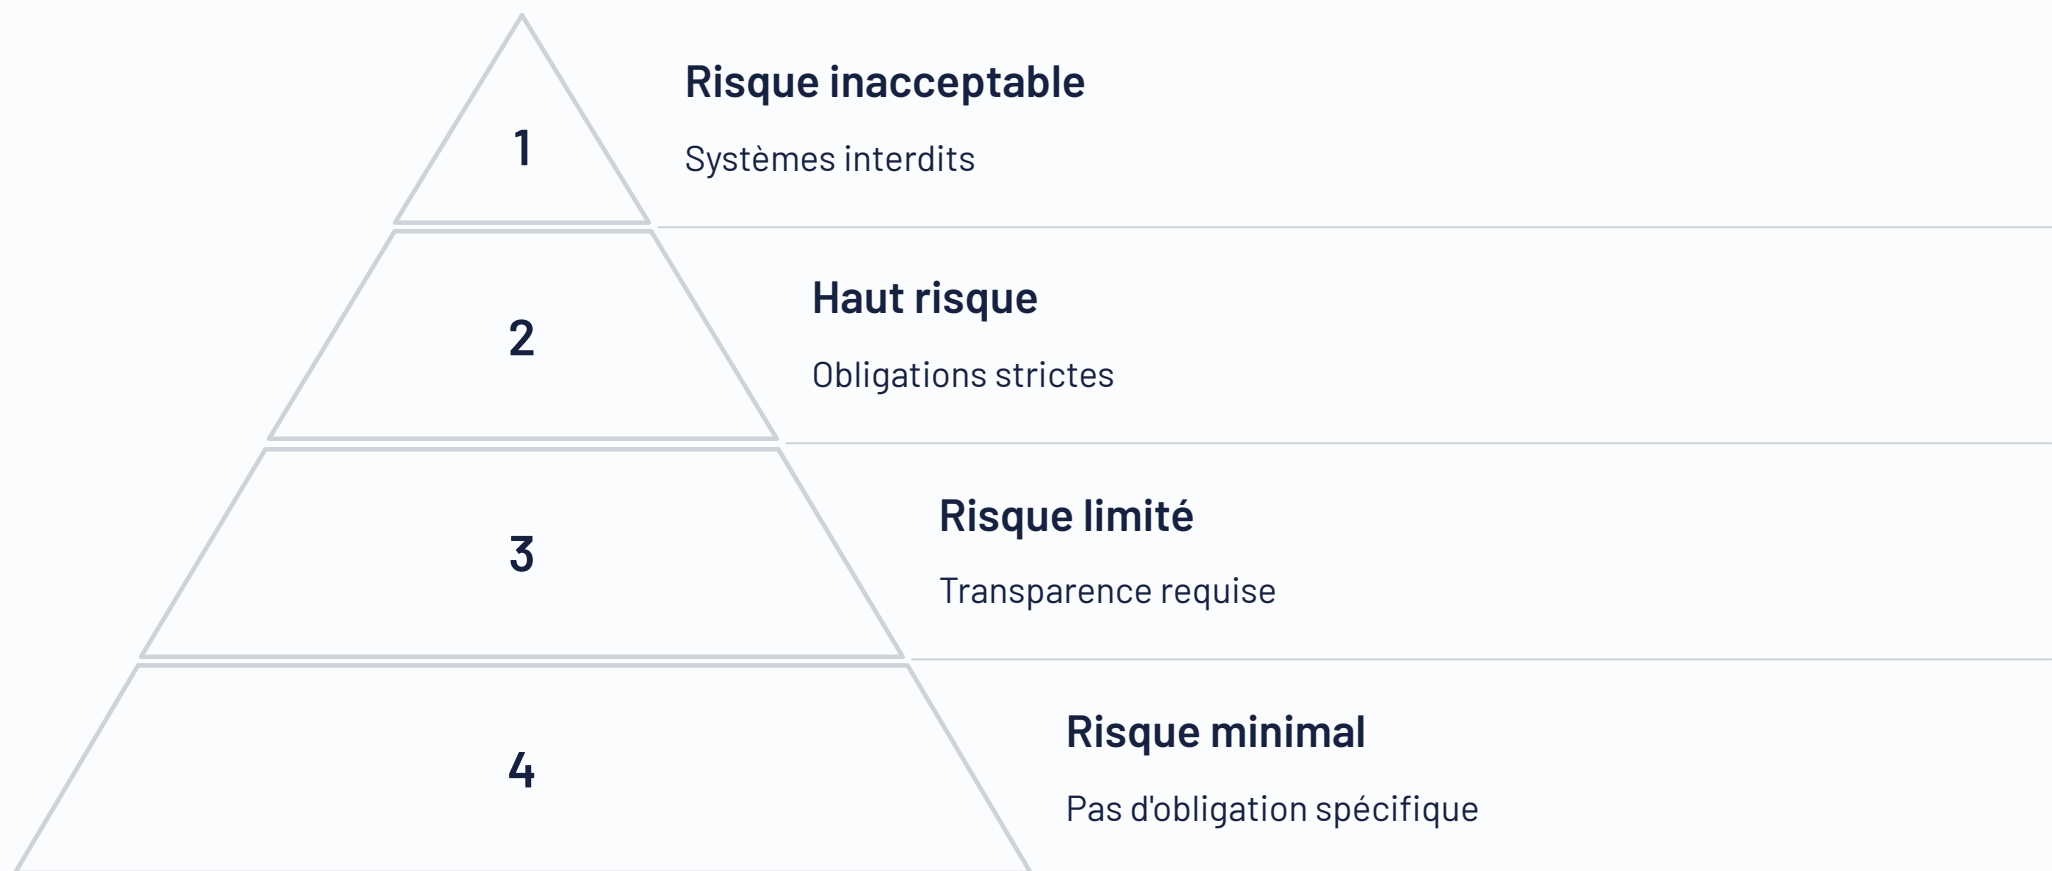 1
Risque inacceptable
Systèmes interdits
2
Haut risque
Obligations strictes
3
Risque limité
Transparence requise
4
Risque minimal
Pas d'obligation spécifique